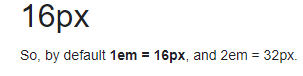 16px
So, by default 1em = 16px, and 2em = 32px.